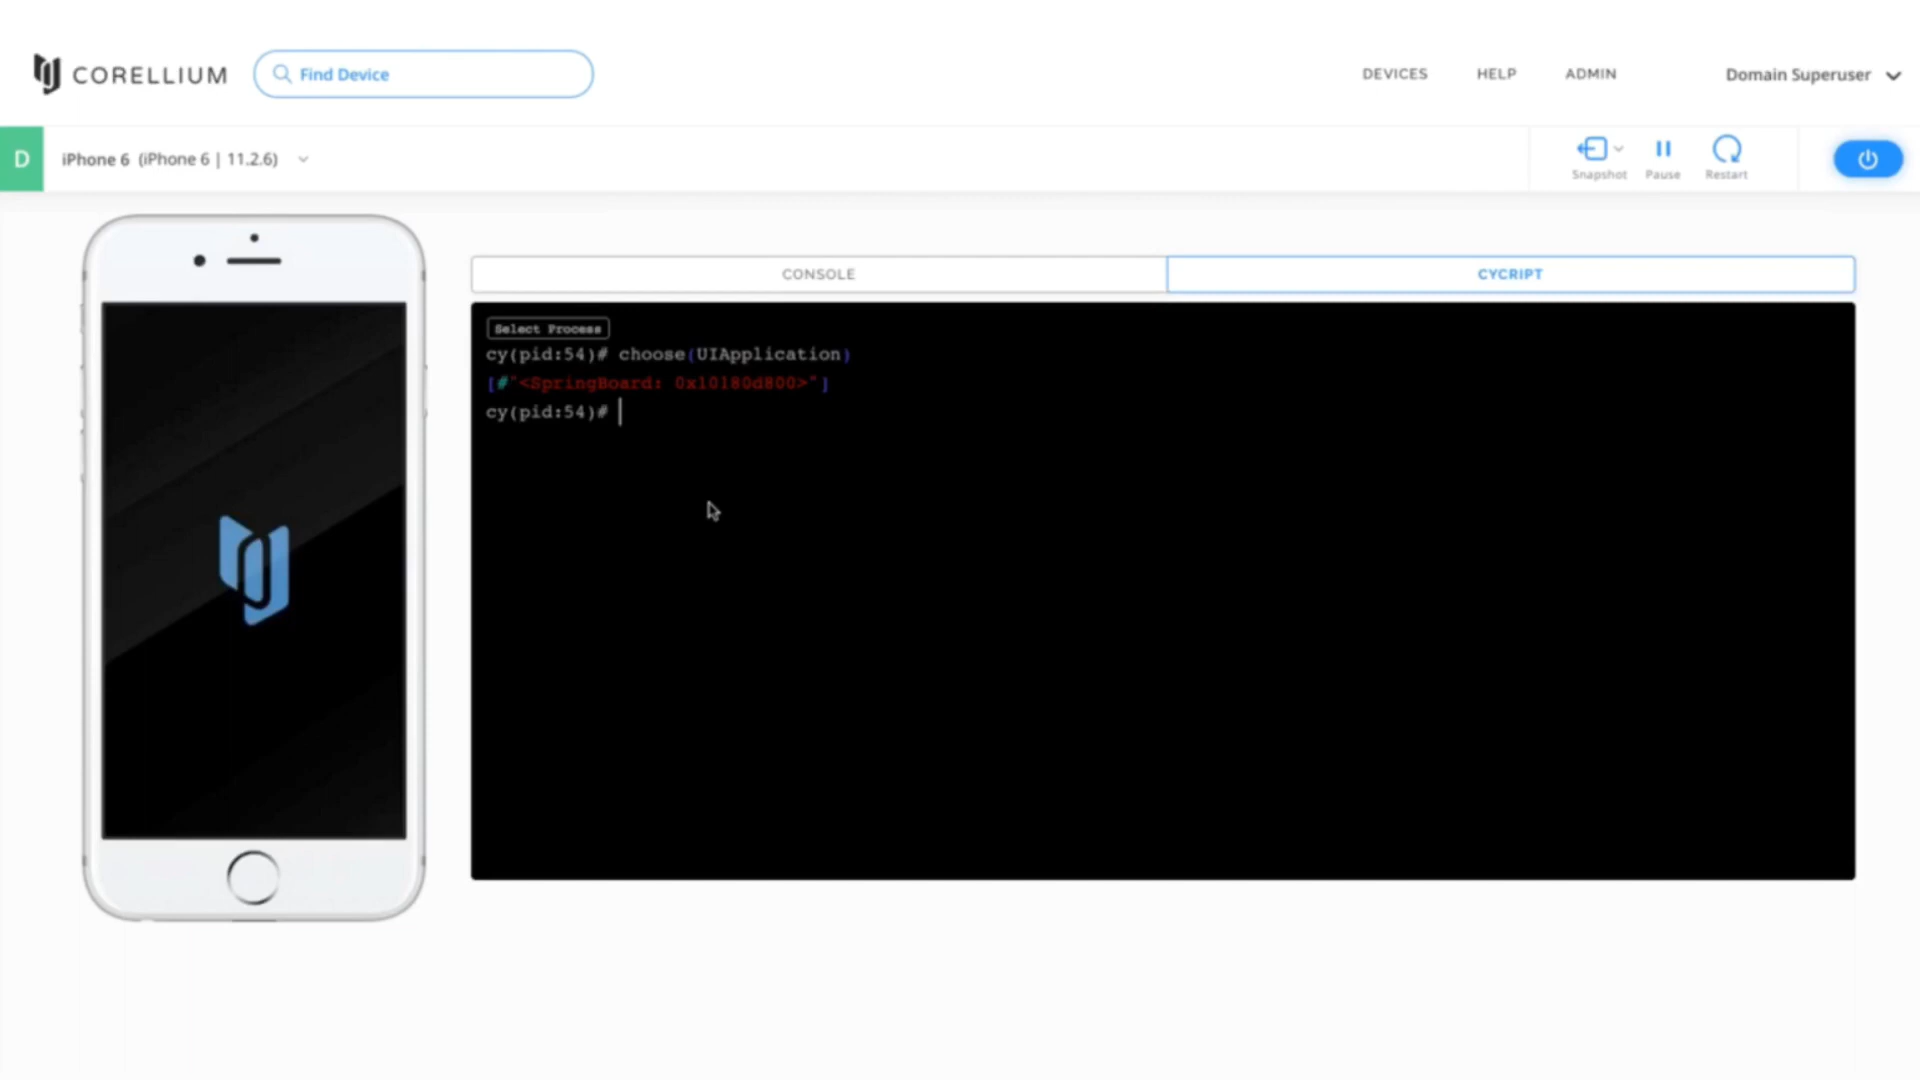 CORELLIUM
Find Device
DEVICES
HELP
ADMIN
Domain Superuser
D
iPhone 6 (iPhone 6 | 11.2.6)
Snapshot
Pause
Restart
CONSOLE
CYCRIPT
Select Process
cy(pid:54)# choose(UIApplication)
[#"<SpringBoard: 0x10180d800>"]
cy(pid:54)#